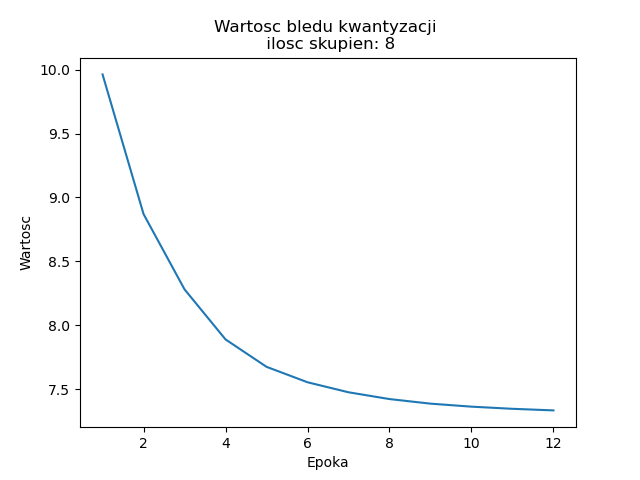 Wartosc bledu kwantyzacji
ilosc skupien: 8
10.0
9.5
9.0
8.5
8.0
7.5
Wartosc
2 4 6 8 10 12
Epoka